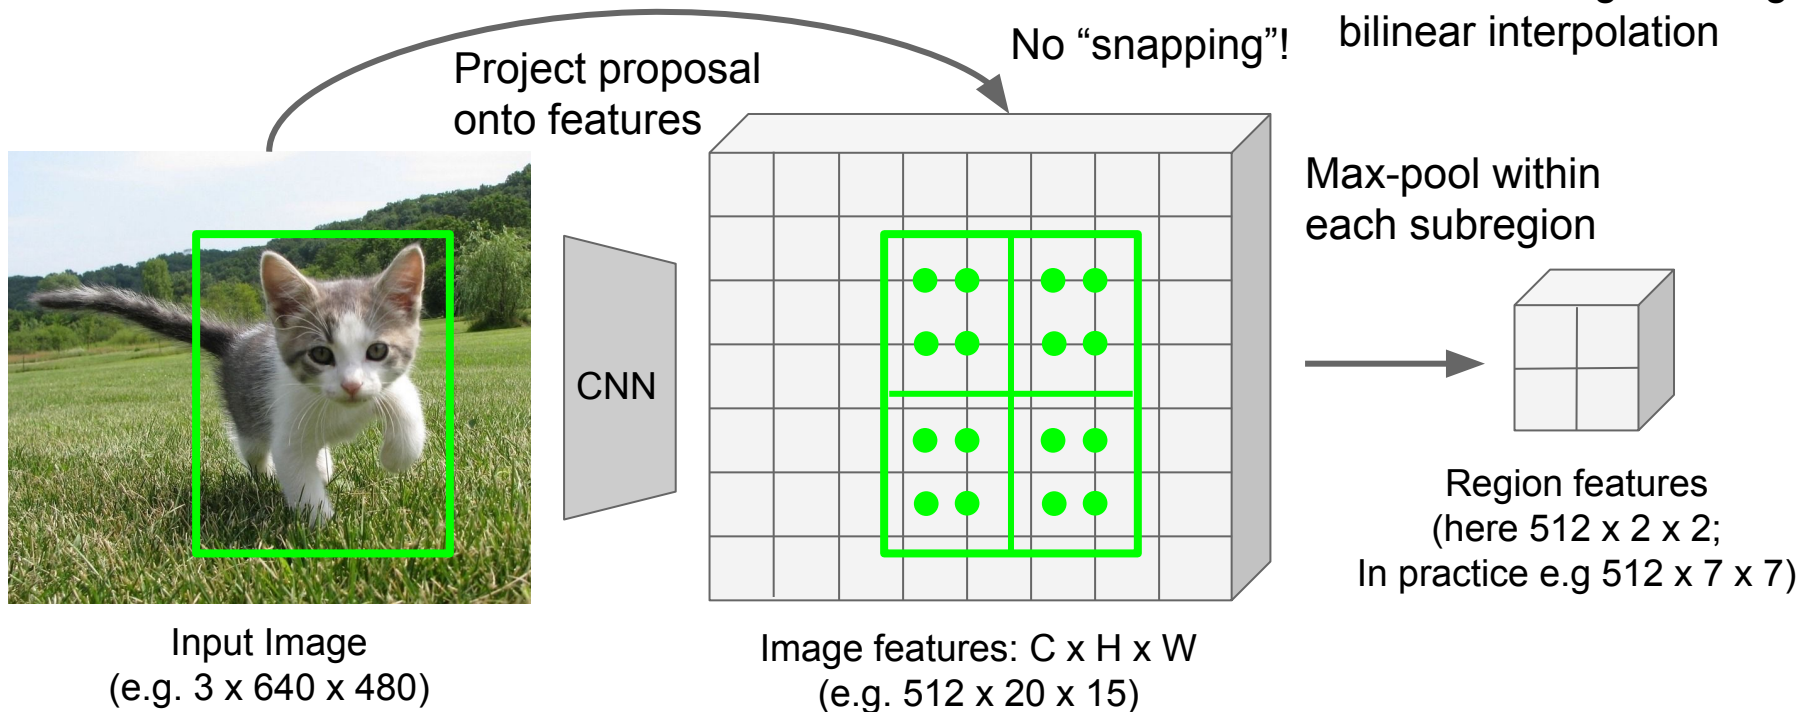 No “snapping”!
bilinear interpolation
Project proposal
onto features
Max-pool within
each subregion
CNN
Region features
(here 512 x 2 x 2;
In practice e.g 512 x 7 x 7)
Input Image
(e.g. 3 x 640 x 480)
Image features: C x H x W
(e.g. 512 x 20 x 15)